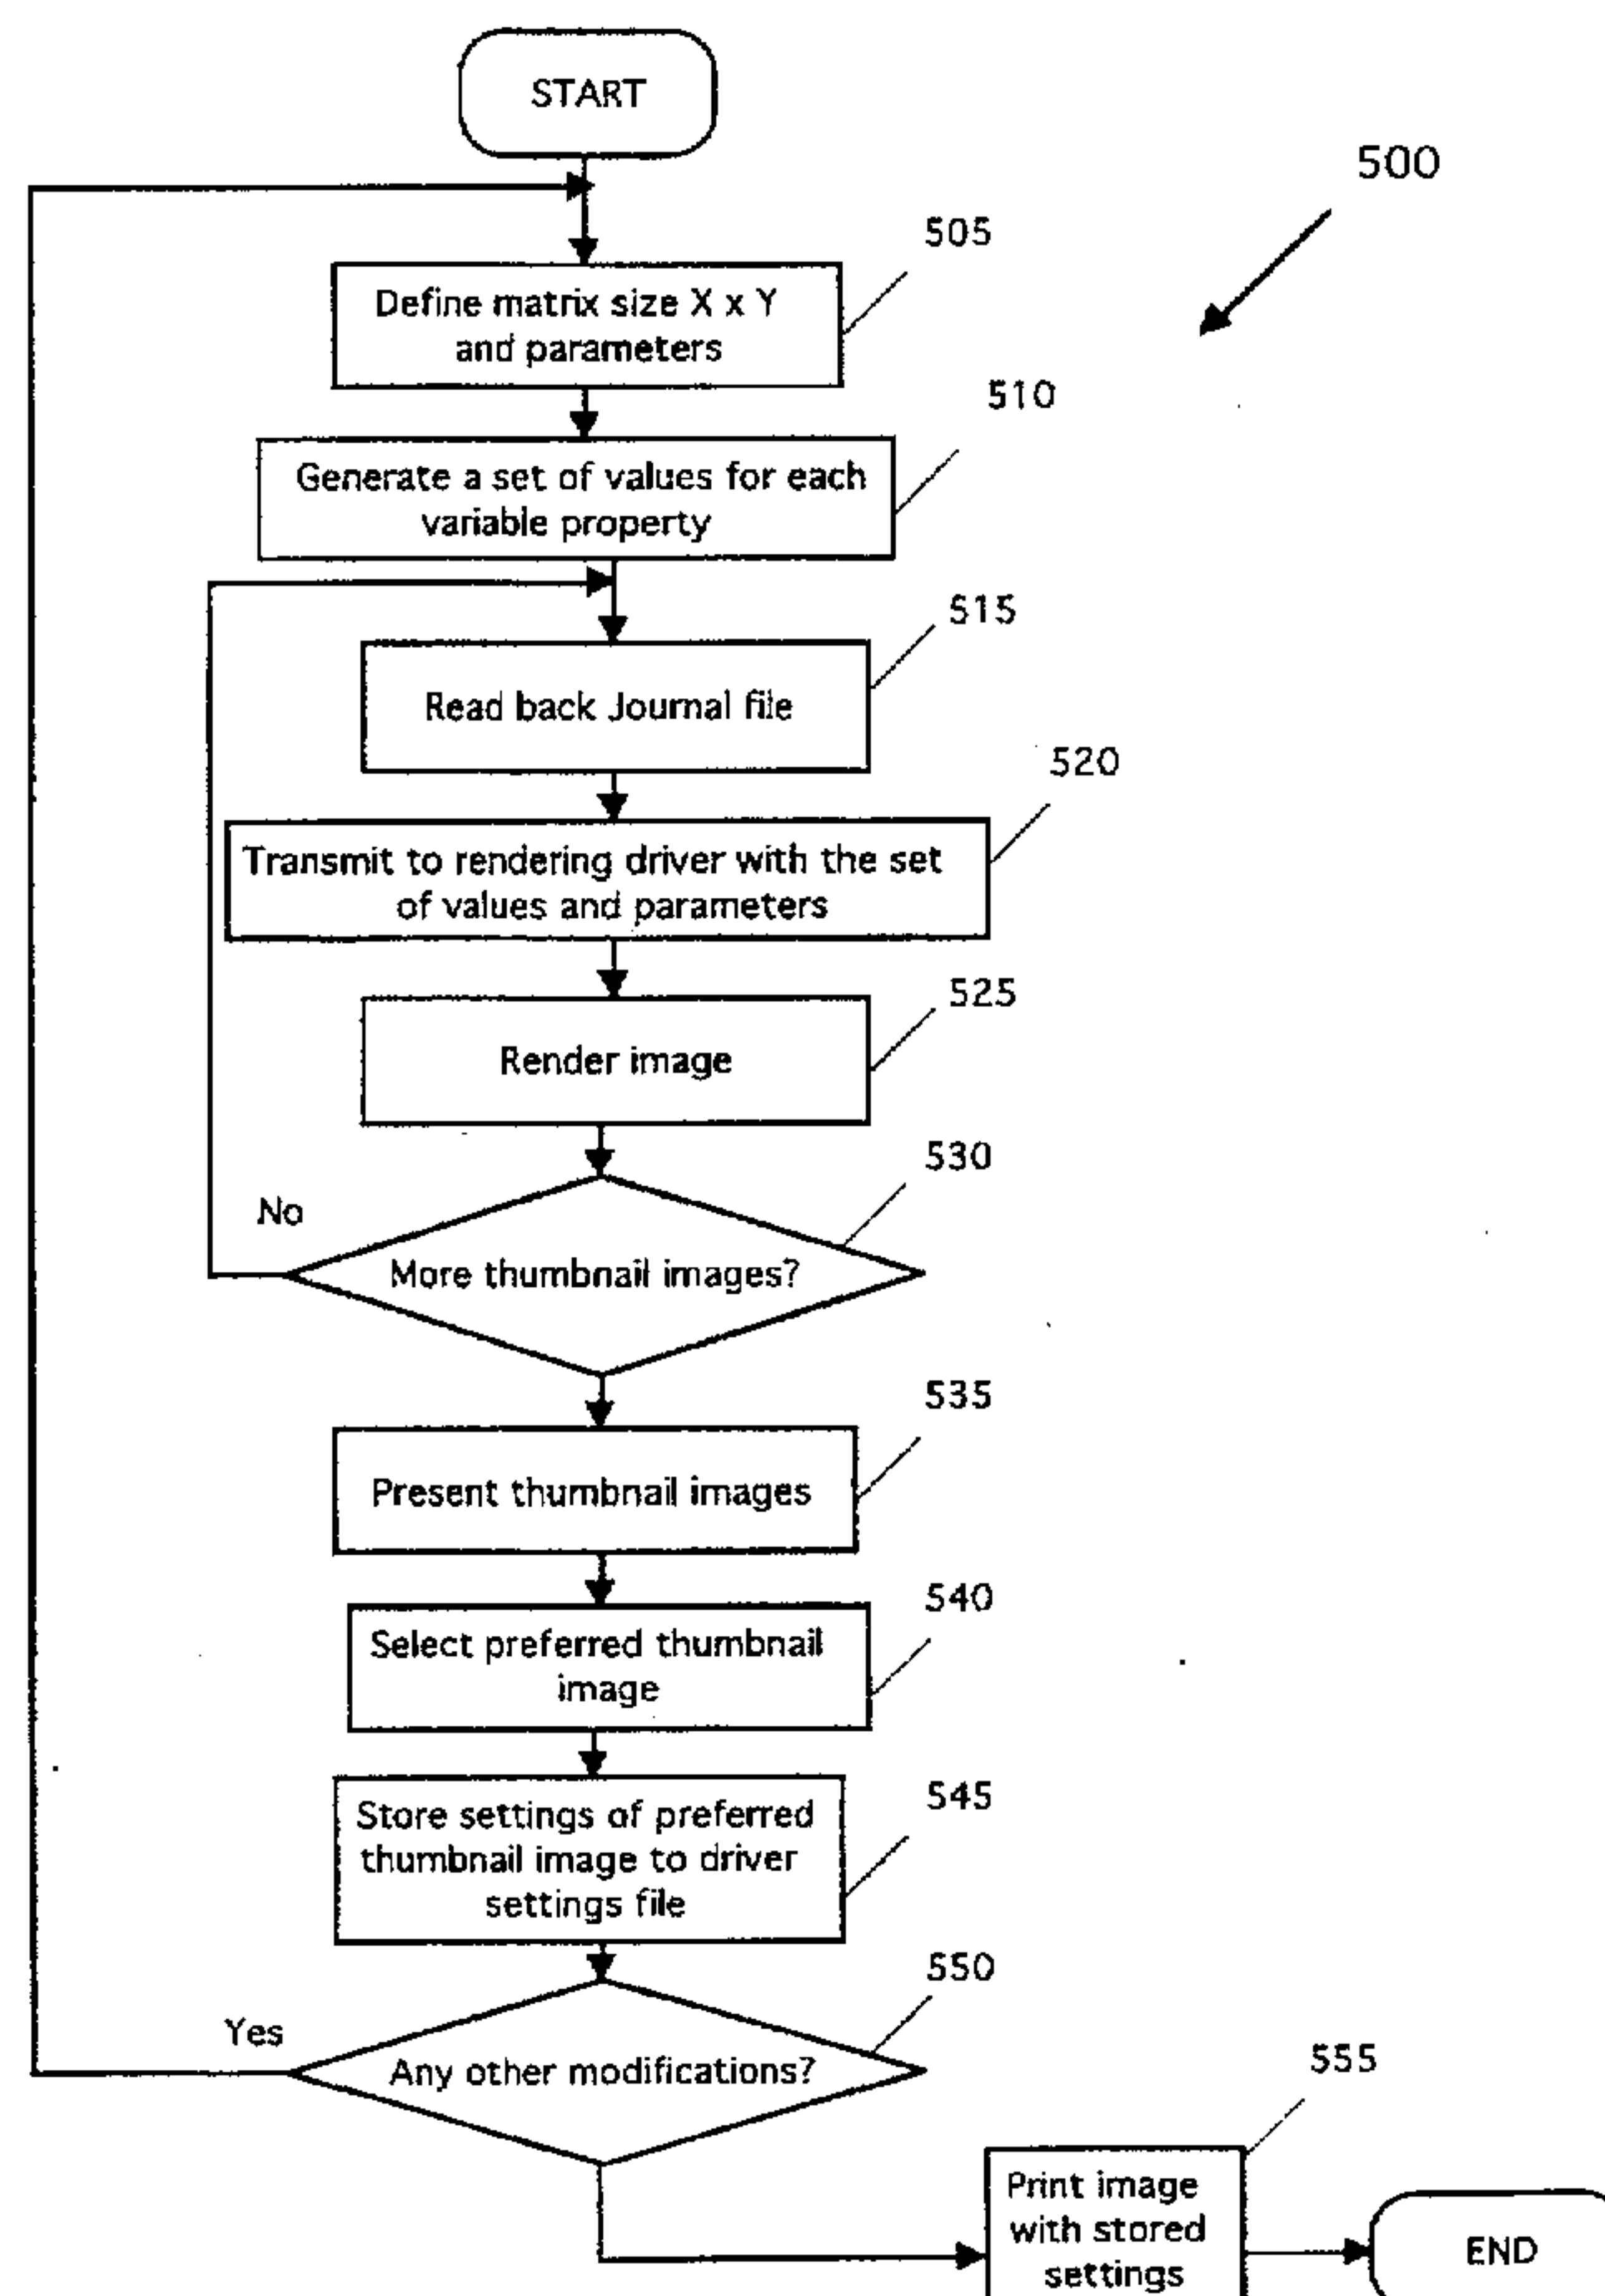 START
500
505
Define matrix size X x Y
and parameters
510
Generate a set of values for each
variable property
515
Read back Journal file
520
Transmit to rendering driver with the set
of values and parameters
525
Render image
530
No
More thumbnail images?
535
Present thumbnail images
540
Select preferred thumbnail
image
545
Store settings of preferred
thumbnail image to driver
settings file
550
Yes
Any other modifications?
555
Print image
with stored
settings
END